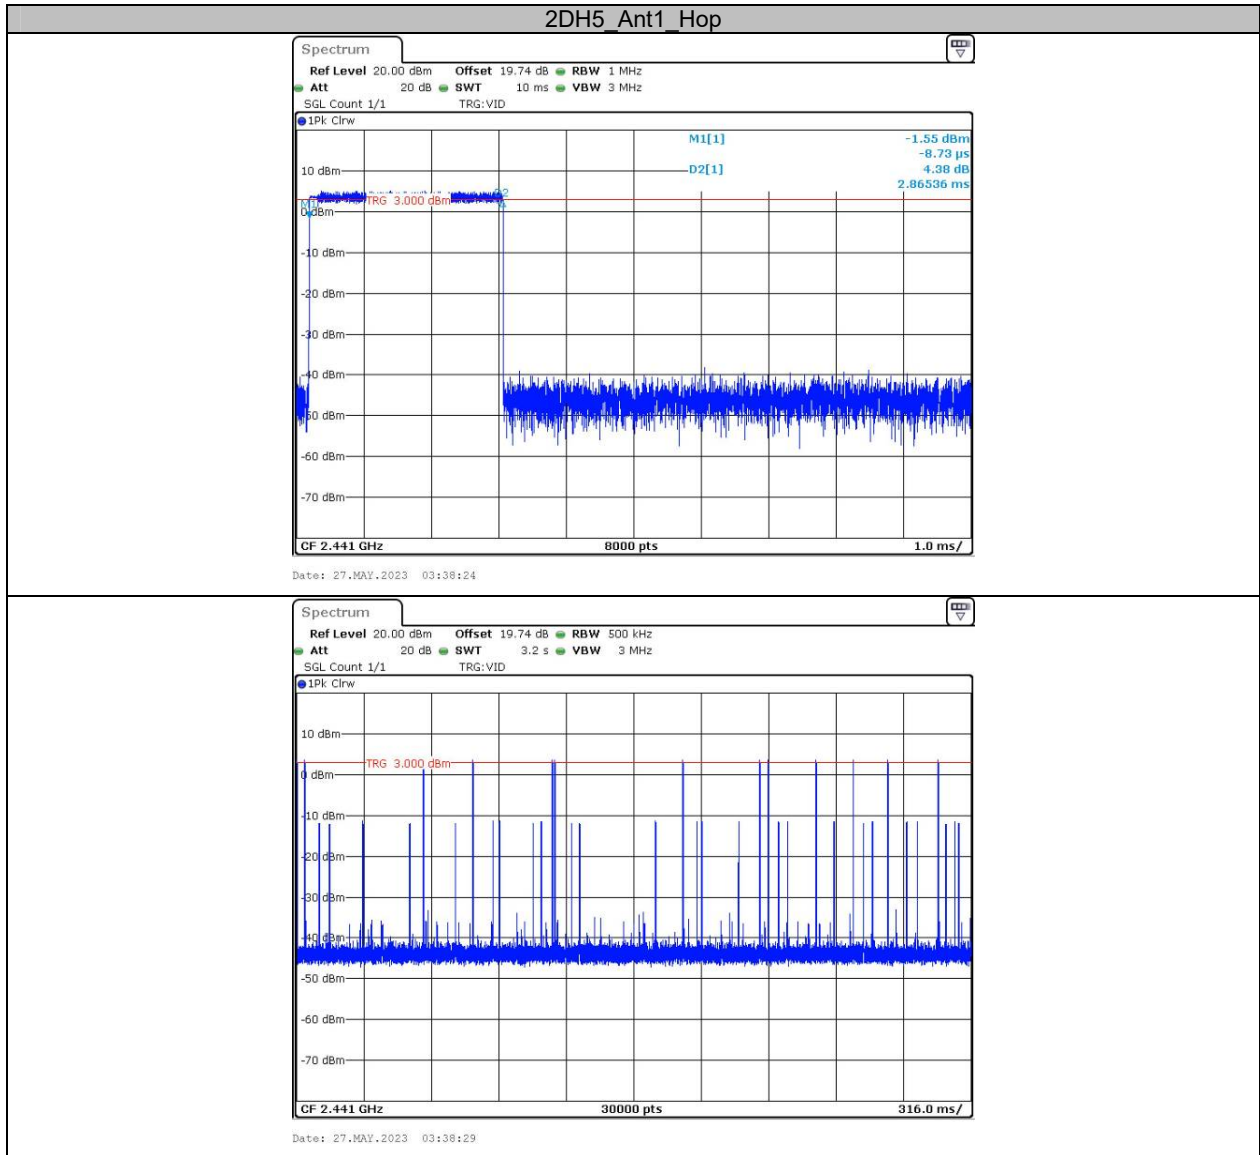 2DH5_Ant1_Hop
Spectrum
Ref Level 20.00 dBm Offset 19.74 dB RBW 1 MHz
Att 20 dB SWT 10 ms VBW 3 MHz
SGL Count 1/1 TRG:VID
1Pk Clrw
M1[1] -1.55 dBm
-8.73 µs
D2[1] 4.38 dB
2.86536 ms
10 dBm
D2
TRG 3.000 dBm
M1
0 dBm
-10 dBm
-20 dBm
-30 dBm
-40 dBm
-50 dBm
-60 dBm
-70 dBm
CF 2.441 GHz 8000 pts 1.0 ms/
Date: 27.MAY.2023 03:38:24
Spectrum
Ref Level 20.00 dBm Offset 19.74 dB RBW 500 kHz
Att 20 dB SWT 3.2 s VBW 3 MHz
SGL Count 1/1 TRG:VID
1Pk Clrw
10 dBm
TRG 3.000 dBm
0 dBm
-10 dBm
-20 dBm
-30 dBm
-40 dBm
-50 dBm
-60 dBm
-70 dBm
CF 2.441 GHz 30000 pts 316.0 ms/
Date: 27.MAY.2023 03:38:29